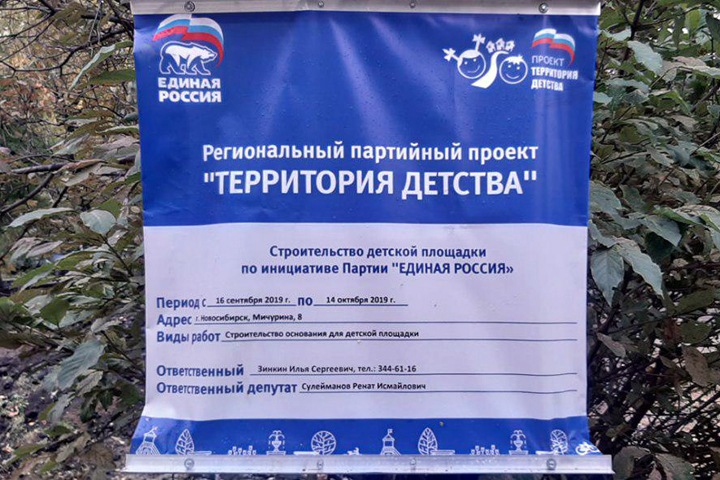 ЕДИНАЯ
РОССИЯ
ПРОЕКТ
ТЕРРИТОРИЯ
ДЕТСТВА
Региональный партийный проект
"ТЕРРИТОРИЯ ДЕТСТВА"
Строительство детской площадки
по инициативе Партии "ЕДИНАЯ РОССИЯ»
Период с 16 сентября 2019 г. по 14 октября 2019 г.
Адрес г. Новосибирск, Мичурина, 8
Виды работ Строительство основания для детской площадки
Ответственный Зинкин Илья Сергеевич, тел.: 344-61-16
Ответственный депутат Сулейманов Ренат Исмайлович